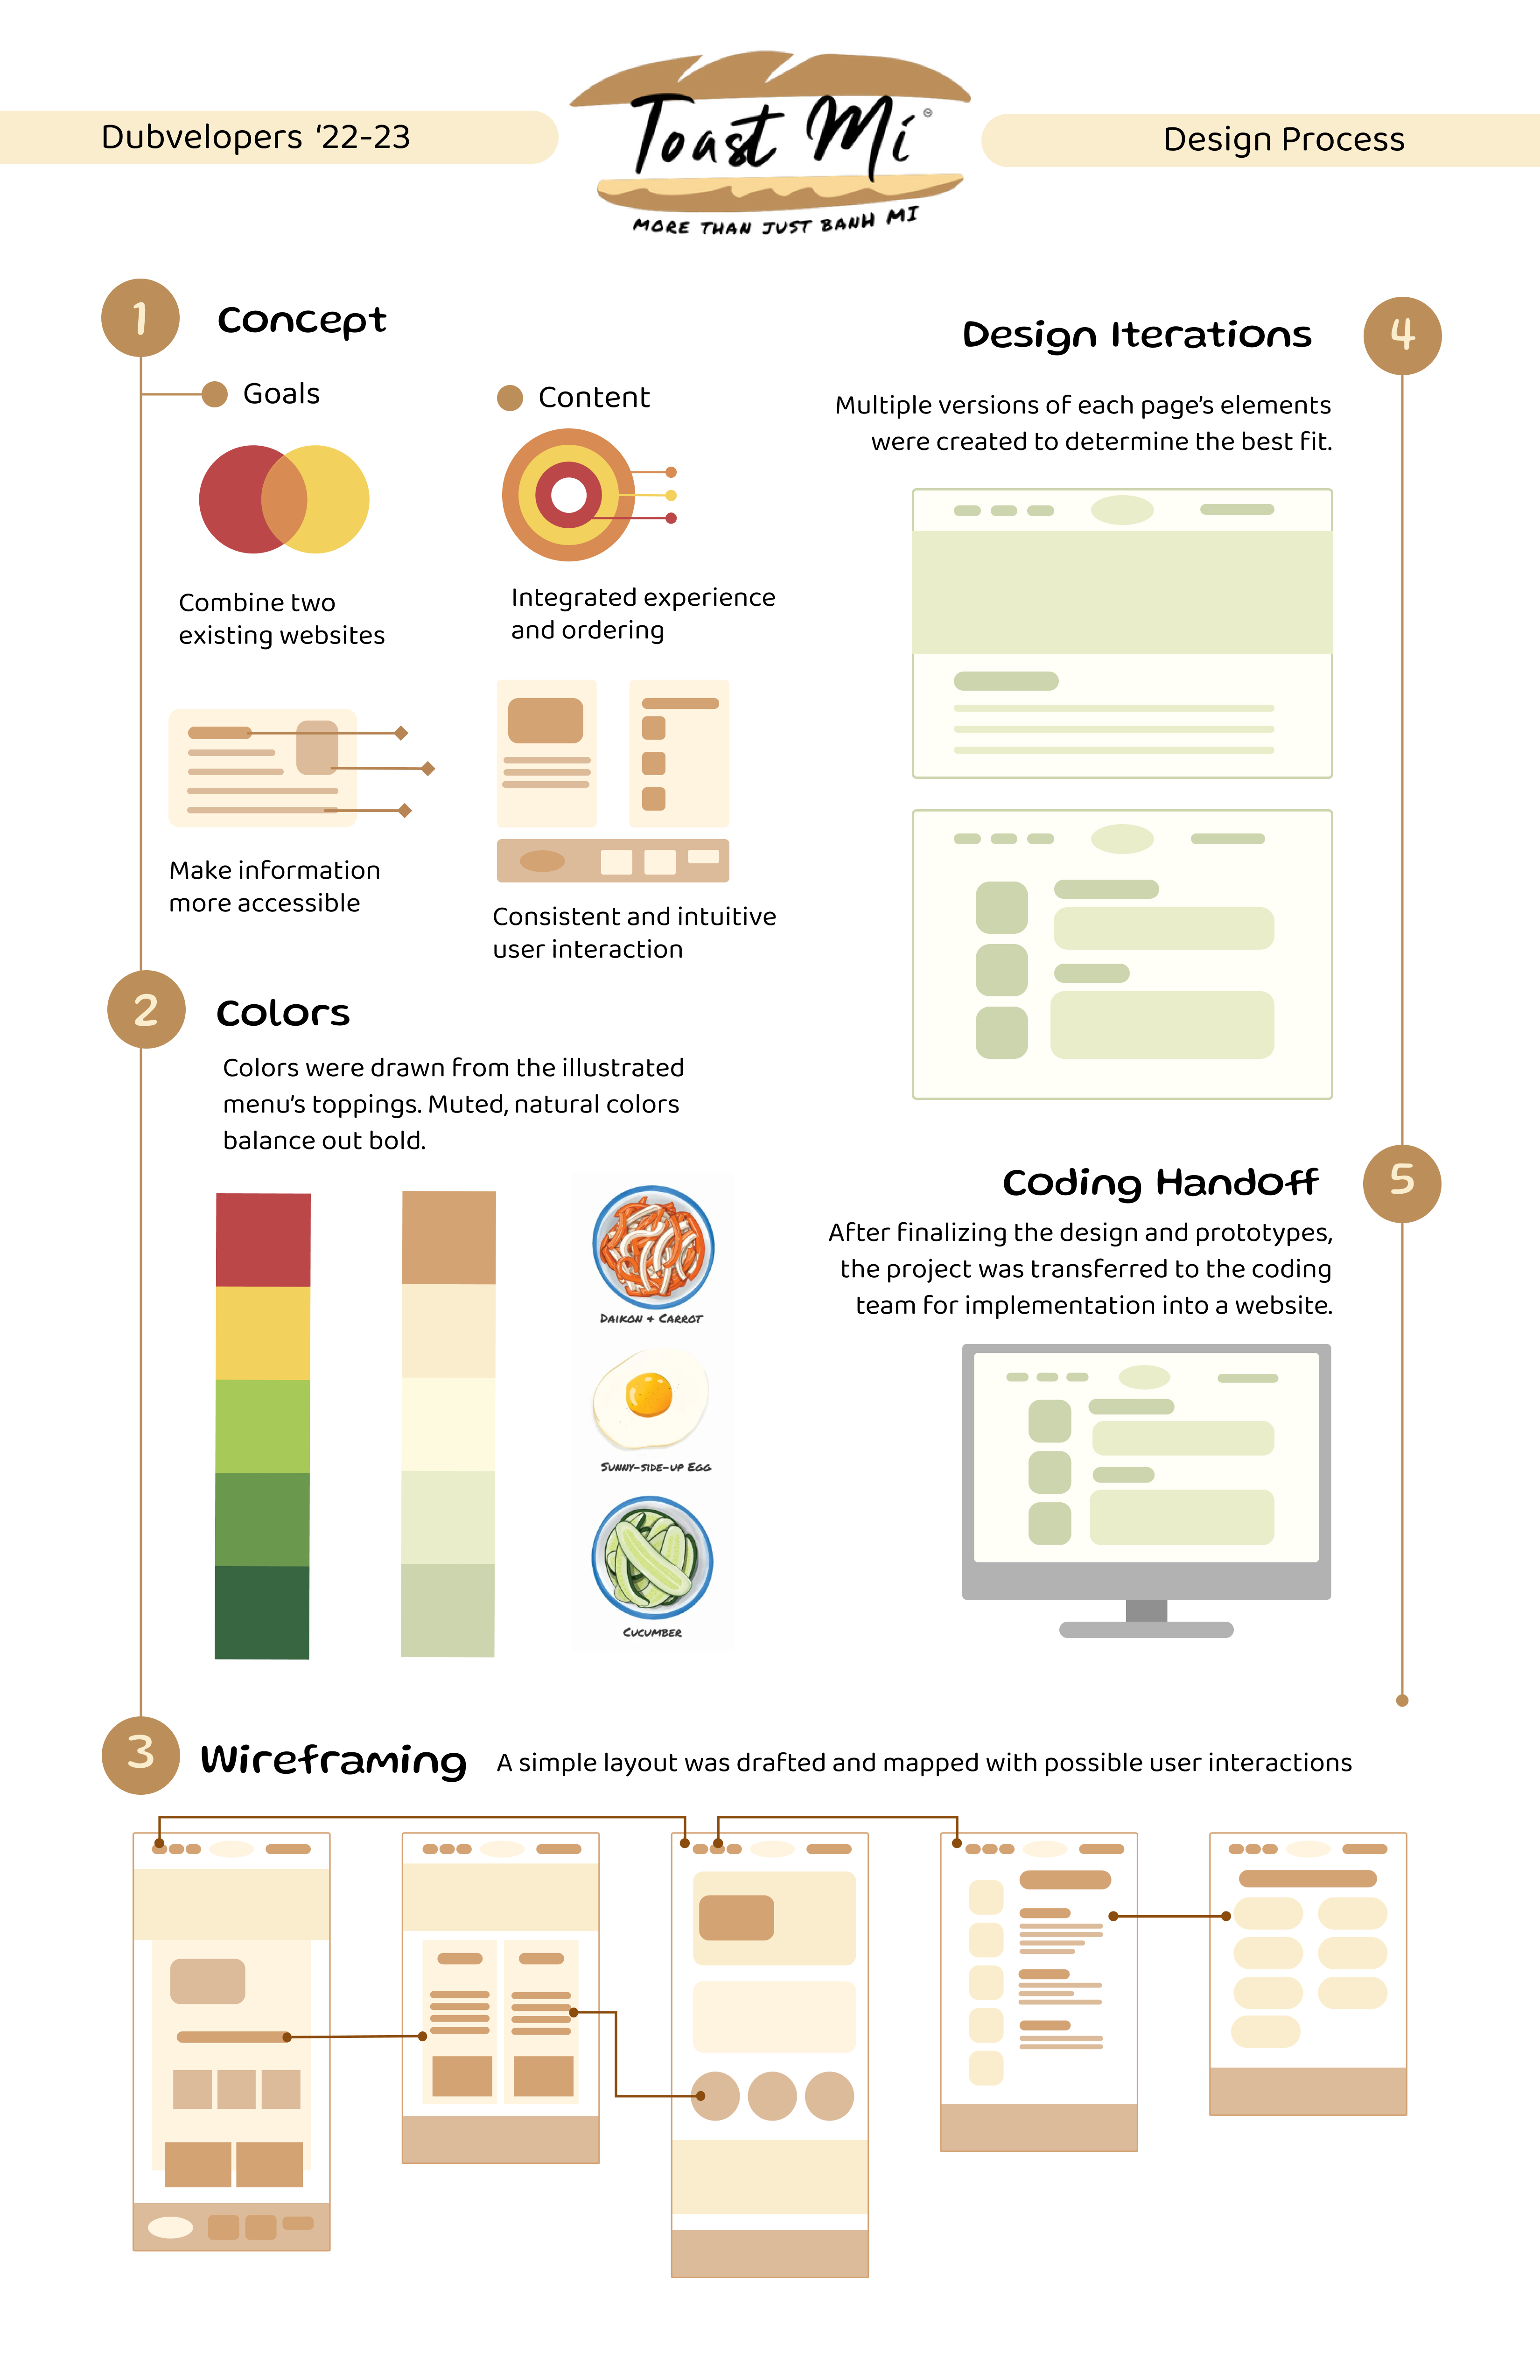 Dubvelopers ‘22-23
Toast Mi
MORE THAN JUST BANH MI
Design Process
1
Concept
Goals
Combine two
existing websites
Make information
more accessible
Content
Integrated experience
and ordering
Consistent and intuitive
user interaction
2
Colors
Colors were drawn from the illustrated
menu’s toppings. Muted, natural colors
balance out bold.
DAIKON & CARROT
SUNNY-SIDE-UP EGG
CUCUMBER
3
Wireframing
A simple layout was drafted and mapped with possible user interactions
4
Design Iterations
Multiple versions of each page’s elements
were created to determine the best fit.
5
Coding Handoff
After finalizing the design and prototypes,
the project was transferred to the coding
team for implementation into a website.